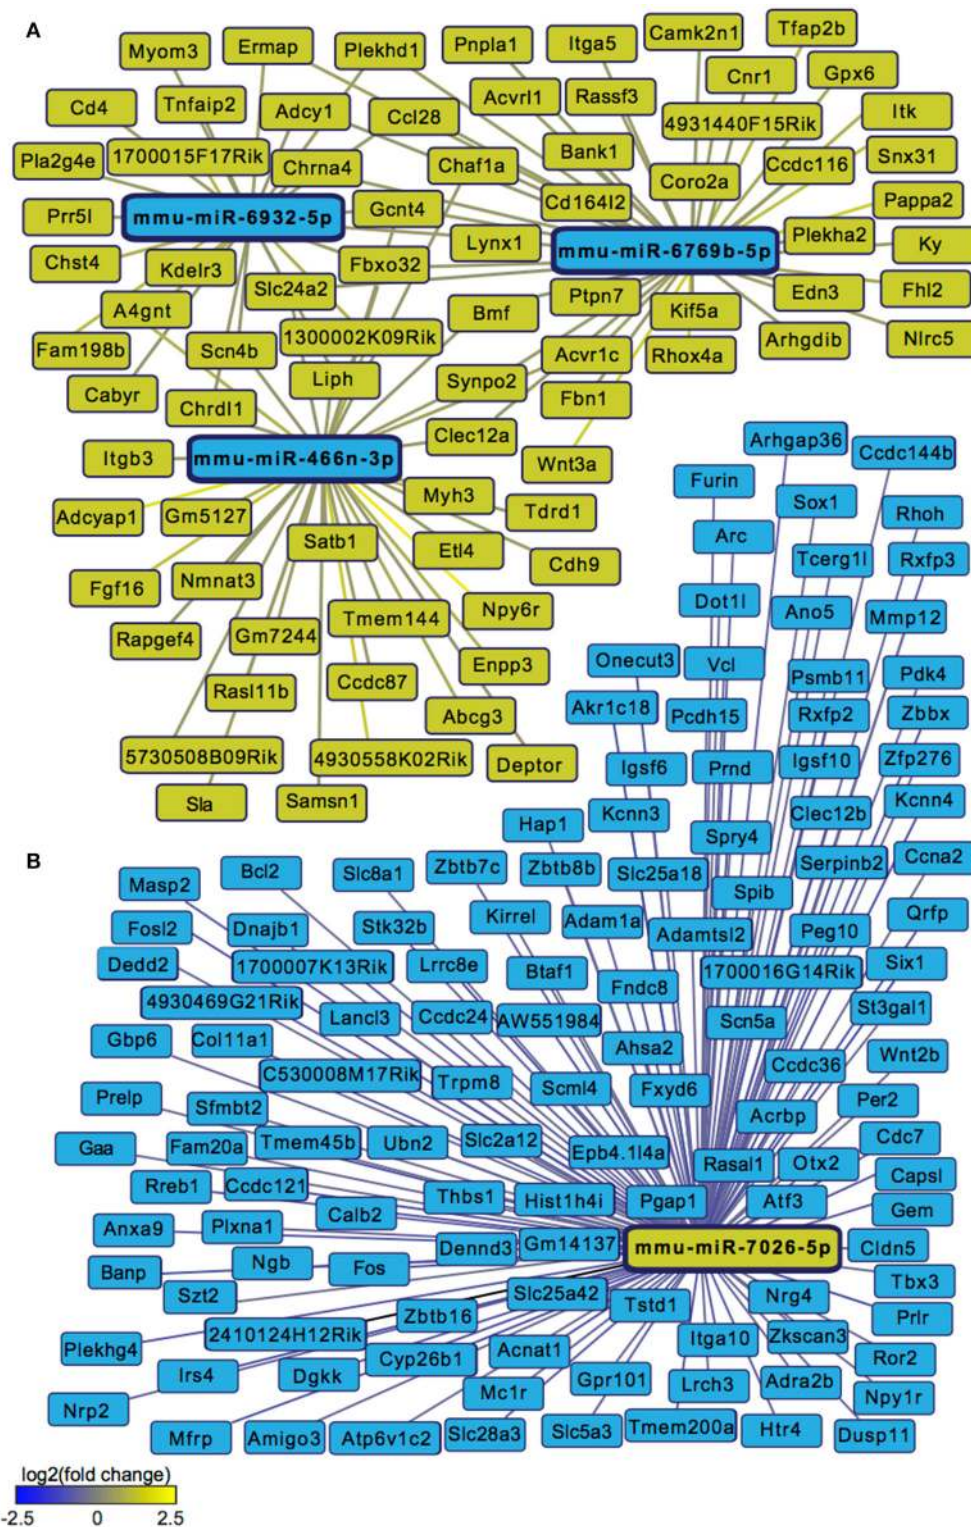 A
Myom3
Ermap
Plekhd1
Pnpla1
Itga5
Camk2n1
Tfap2b
Cd4
Tnfaip2
Adcy1
Ccl28
Acvrl1
Rassf3
Cnr1
Gpx6
Pla2g4e
1700015F17Rik
Chrna4
Chaf1a
Bank1
4931440F15Rik
Itk
Prr5l
mmu-miR-6932-5p
Gcnt4
Cd164l2
Coro2a
Ccdc116
Snx31
Pappa2
Chst4
Kdelr3
Fbxo32
Lynx1
mmu-miR-6769b-5p
Plekha2
Ky
A4gnt
Slc24a2
Bmf
Ptpn7
Kif5a
Edn3
Fhl2
Fam198b
Scn4b
1300002K09Rik
Acvr1c
Rhox4a
Arhgdib
Nlrc5
Cabyr
Chrdl1
Liph
Synpo2
Fbn1
Itgb3
mmu-miR-466n-3p
Clec12a
Wnt3a
Adcyap1
Gm5127
Satb1
Myh3
Tdrd1
Fgf16
Nmnat3
Etl4
Cdh9
Rapgef4
Gm7244
Tmem144
Npy6r
Rasl11b
Ccdc87
Enpp3
5730508B09Rik
4930558K02Rik
Abcg3
Deptor
Sla
Samsn1
Arhgap36
Ccdc144b
Furin
Sox1
Rhoh
Arc
Tcerg1l
Rxfp3
Dot1l
Ano5
Mmp12
Onecut3
Vcl
Psmb11
Pdk4
Akr1c18
Pcdh15
Rxfp2
Zbbx
Igsf6
Prnd
Igsf10
Zfp276
Hap1
Kcnn3
Spry4
Clec12b
Kcnn4
B
Masp2
Bcl2
Slc8a1
Zbtb7c
Zbtb8b
Slc25a18
Spib
Serpinb2
Ccna2
Fosl2
Dnajb1
Stk32b
Kirrel
Adam1a
Adamtsl2
Peg10
Qrfp
Dedd2
1700007K13Rik
Lrrc8e
Btaf1
Fndc8
1700016G14Rik
Six1
4930469G21Rik
Lancl3
Ccdc24
AW551984
Scn5a
St3gal1
Gbp6
Col11a1
Ahsa2
Ccdc36
Wnt2b
C530008M17Rik
Trpm8
Scml4
Fxyd6
Prelp
Sfmbt2
Acrbp
Per2
Gaa
Fam20a
Tmem45b
Ubn2
Slc2a12
Epb4.1l4a
Rasal1
Otx2
Cdc7
Rreb1
Ccdc121
Calb2
Thbs1
Hist1h4i
Pgap1
Atf3
Capsl
Gem
Anxa9
Plxna1
Dennd3
Gm14137
mmu-miR-7026-5p
Cldn5
Banp
Ngb
Fos
Tbx3
Szt2
Zbtb16
Slc25a42
Tstd1
Nrg4
Prlr
Plekhg4
2410124H12Rik
Itga10
Zkscan3
Irs4
Dgkk
Cyp26b1
Acnat1
Gpr101
Lrch3
Adra2b
Ror2
Nrp2
Mc1r
Npy1r
Mfrp
Amigo3
Atp6v1c2
Slc28a3
Slc5a3
Tmem200a
Htr4
Dusp11
log2(fold change)
-2.5 0 2.5